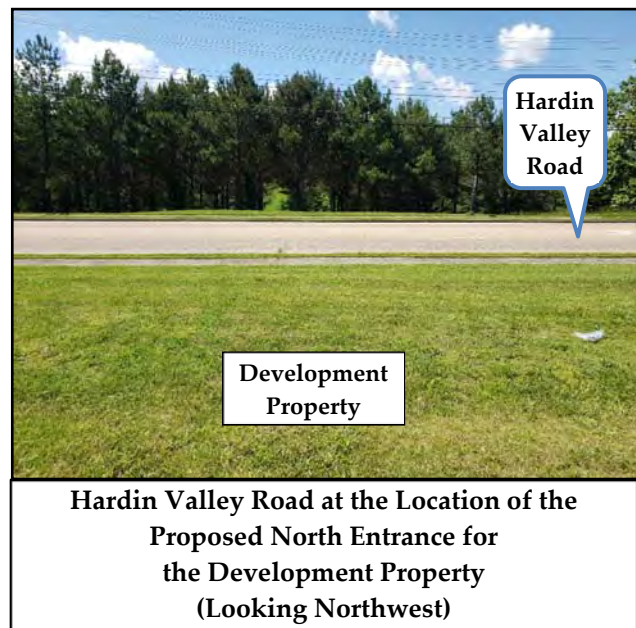 Hardin
Valley
Road
Development
Property
Hardin Valley Road at the Location of the
Proposed North Entrance for
the Development Property
(Looking Northwest)